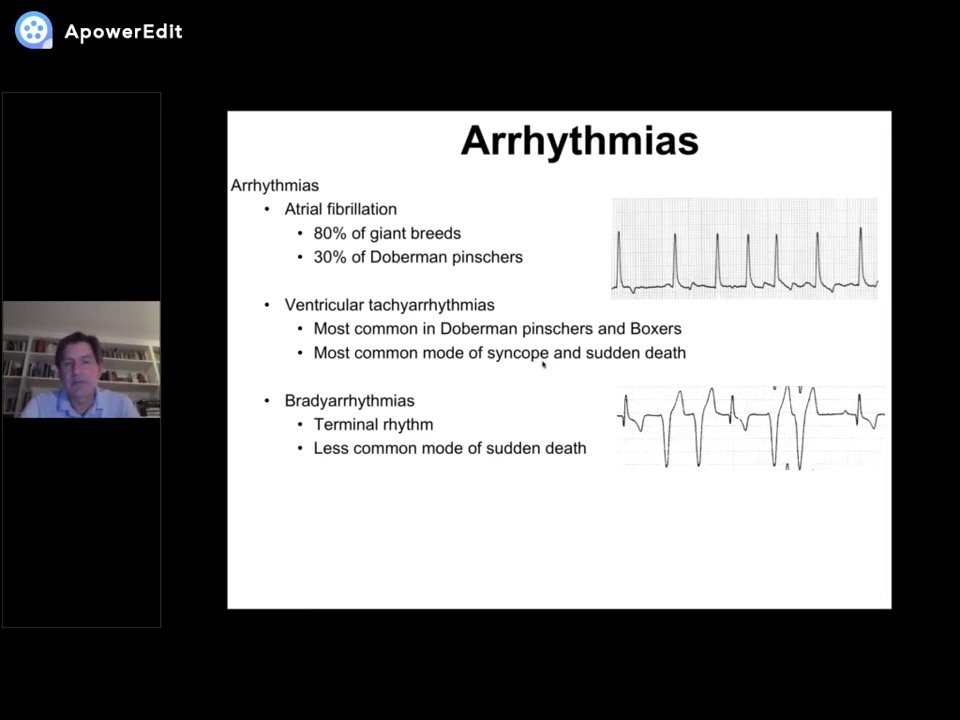 ApowerEdit
Arrhythmias
Arrhythmias
• Atrial fibrillation
• 80% of giant breeds
• 30% of Doberman pinschers
• Ventricular tachyarrhythmias
• Most common in Doberman pinschers and Boxers
• Most common mode of syncope and sudden death
• Bradyarrhythmias
• Terminal rhythm
• Less common mode of sudden death